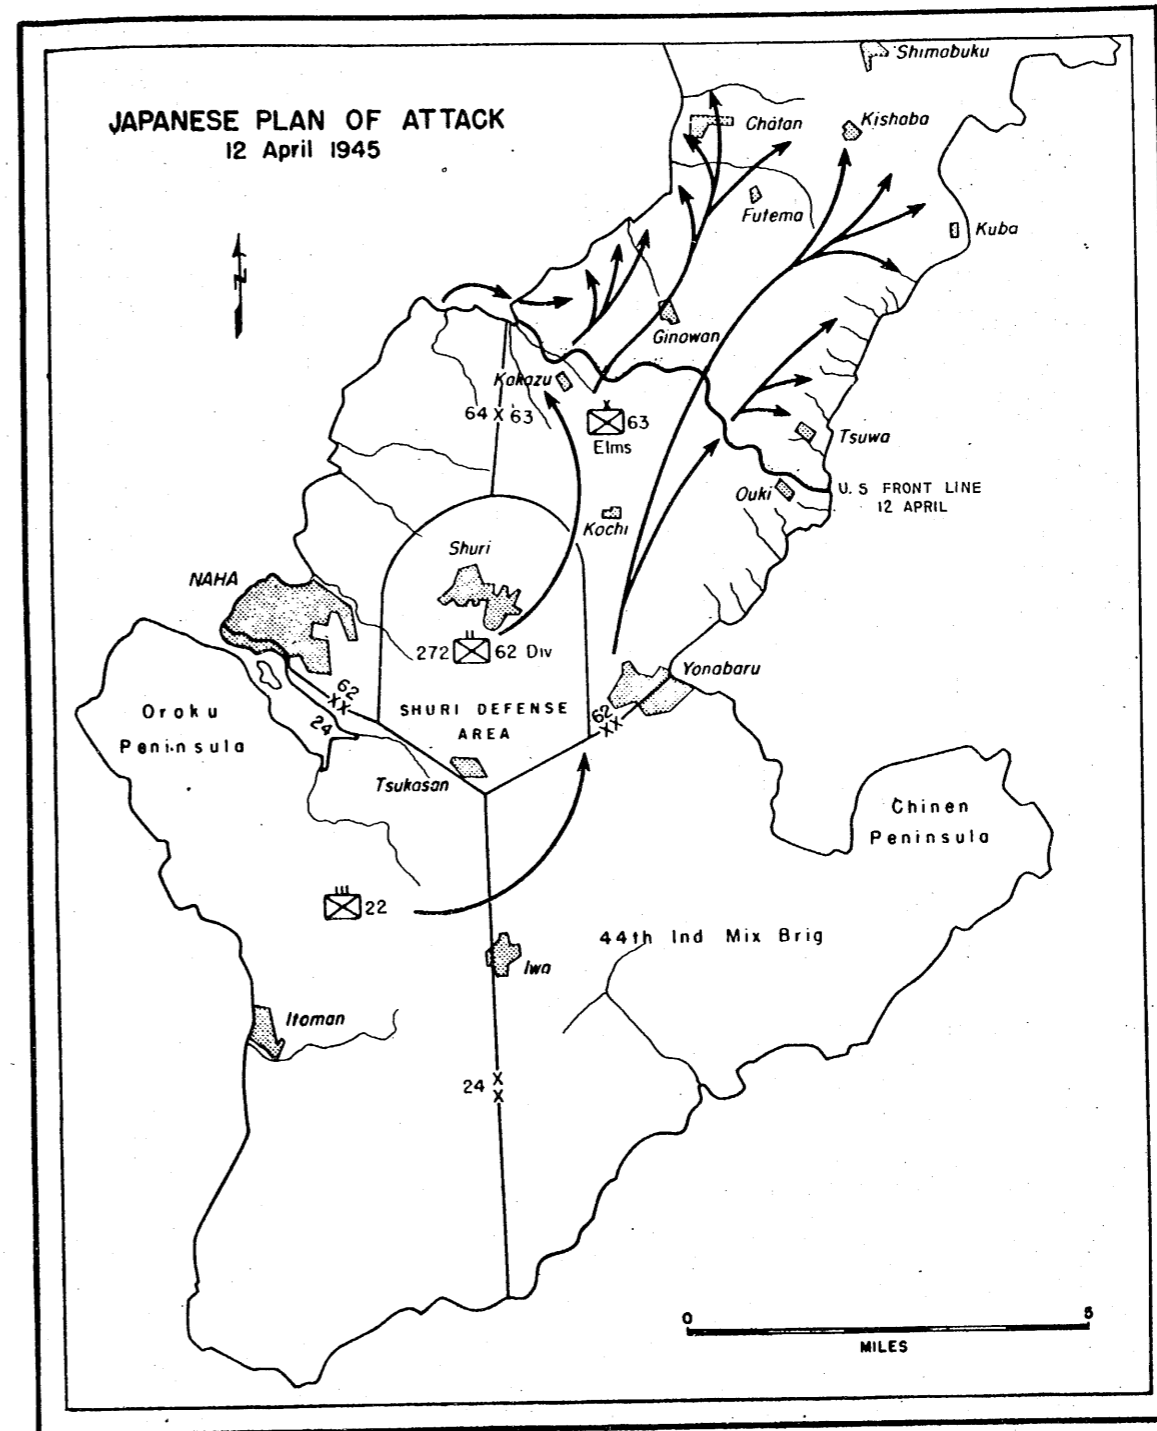 JAPANESE PLAN OF ATTACK
12 April 1945
Shimabuku
Chatan
Kishaba
Futema
Kuba
Ginowan
Kakazu
64 X 63
63
Elms
Tsuwa
Ouki
U. S FRONT LINE
12 APRIL
Kochi
Shuri
NAHA
272
62 Div
Yonabaru
62
XX
24
SHURI DEFENSE
AREA
62
XX
Oroku
Peninsula
Tsukasan
Chinen
Peninsula
22
44th Ind Mix Brig
Iwa
Itoman
24 X
X
0 5
MILES